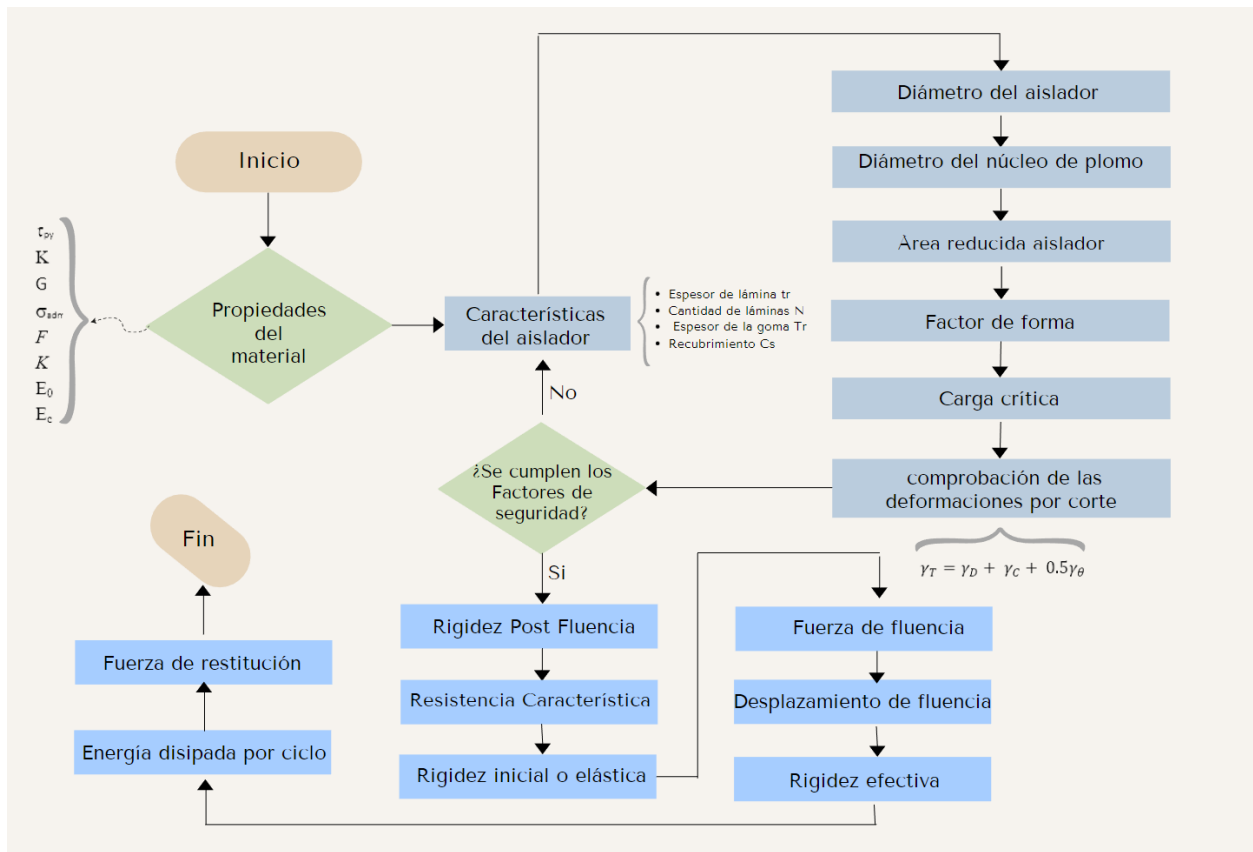 Inicio
τpy
K
G
σadm
F
K
E0
Ec
Propiedades
del
material
Características
del aislador
• Espesor de lámina tr
• Cantidad de láminas N
• Espesor de la goma Tr
• Recubrimiento Cs
Diámetro del aislador
Diámetro del núcleo de plomo
Área reducida aislador
Factor de forma
Carga crítica
comprobación de las
deformaciones por corte
γT = γD + γC + 0.5γθ
¿Se cumplen los
Factores de
seguridad?
No
Si
Rigidez Post Fluencia
Resistencia Característica
Rigidez inicial o elástica
Fuerza de fluencia
Desplazamiento de fluencia
Rigidez efectiva
Energía disipada por ciclo
Fuerza de restitución
Fin